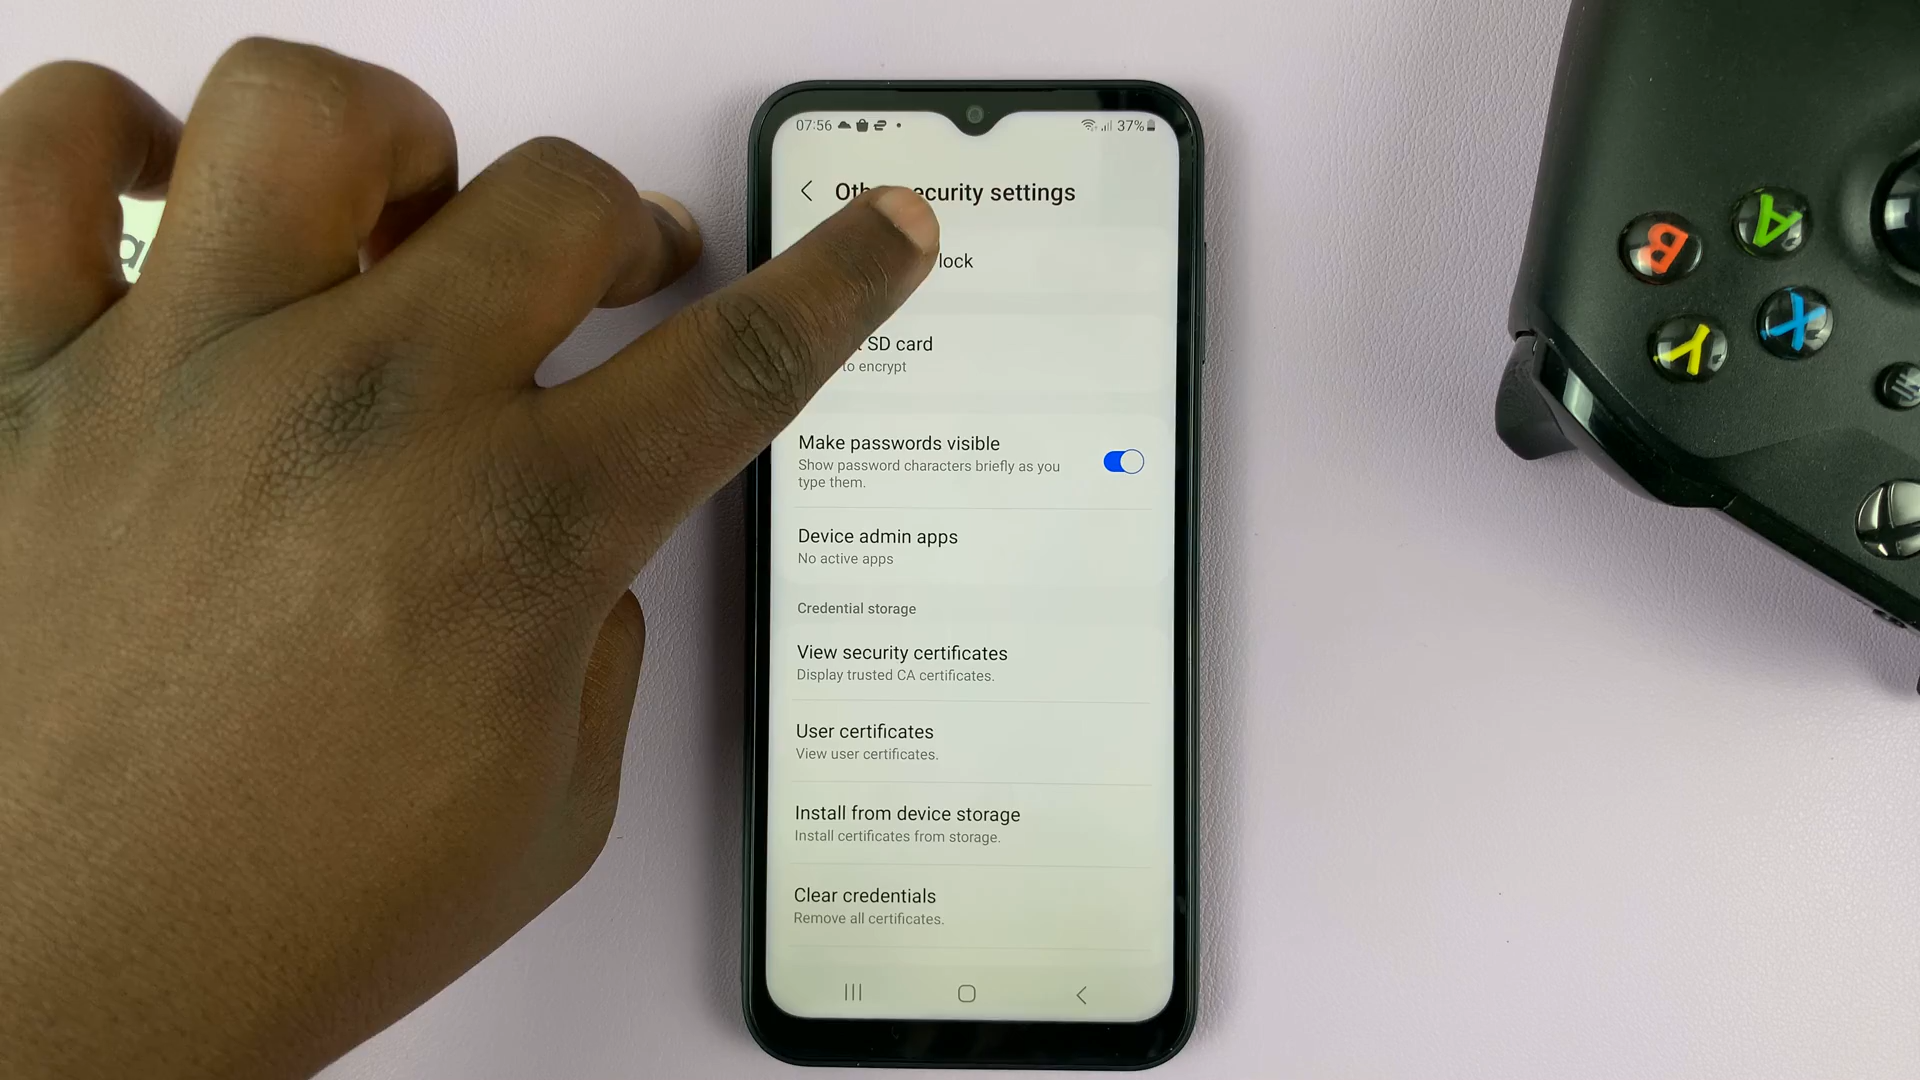 07:56
37%
security settings
lock
SD card
to encrypt
Make passwords visible
Show password characters briefly as you
type them.
Device admin apps
No active apps
Credential storage
View security certificates
Display trusted CA certificates.
User certificates
View user certificates.
Install from device storage
Install certificates from storage.
Clear credentials
Remove all certificates.
B
A
Y
X